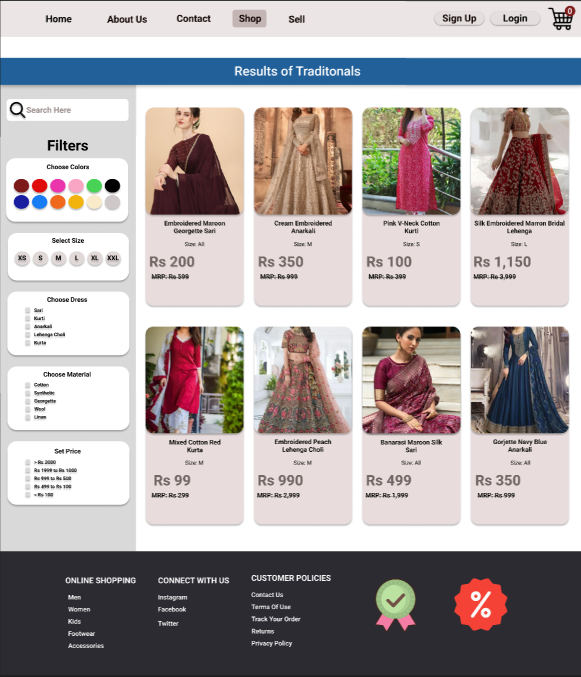 Home
About Us
Contact
Shop
Sell
Sign Up
Login
0
Results of Traditonals
Search Here
Filters
Choose Colors
Select Size
XS S M L XL XXL
Choose Dress
Sari
Kurti
Anarkali
Lehenga Choli
Kurta
Choose Material
Cotton
Synthetic
Georgette
Wool
Linen
Set Price
> Rs 2000
Rs 1999 to Rs 1000
Rs 999 to Rs 500
Rs 499 to Rs 100
< Rs 100
Embroidered Maroon
Georgette Sari
Size: All
Rs 200
MRP: Rs 599
Cream Embroidered
Anarkali
Size: M
Rs 350
MRP: Rs 999
Pink V-Neck Cotton
Kurti
Size: S
Rs 100
MRP: Rs 399
Silk Embroidered Marron Bridal
Lehenga
Size: L
Rs 1,150
MRP: Rs 3,999
Mixed Cotton Red
Kurta
Size: M
Rs 99
MRP: Rs 299
Embroidered Peach
Lehenga Choli
Size: M
Rs 990
MRP: Rs 2,999
Banarasi Maroon Silk
Sari
Size: All
Rs 499
MRP: Rs 1,999
Gorjette Navy Blue
Anarkali
Size: All
Rs 350
MRP: Rs 999
ONLINE SHOPPING
Men
Women
Kids
Footwear
Accessories
CONNECT WITH US
Instagram
Facebook
Twitter
CUSTOMER POLICIES
Contact Us
Terms Of Use
Track Your Order
Returns
Privacy Policy
%